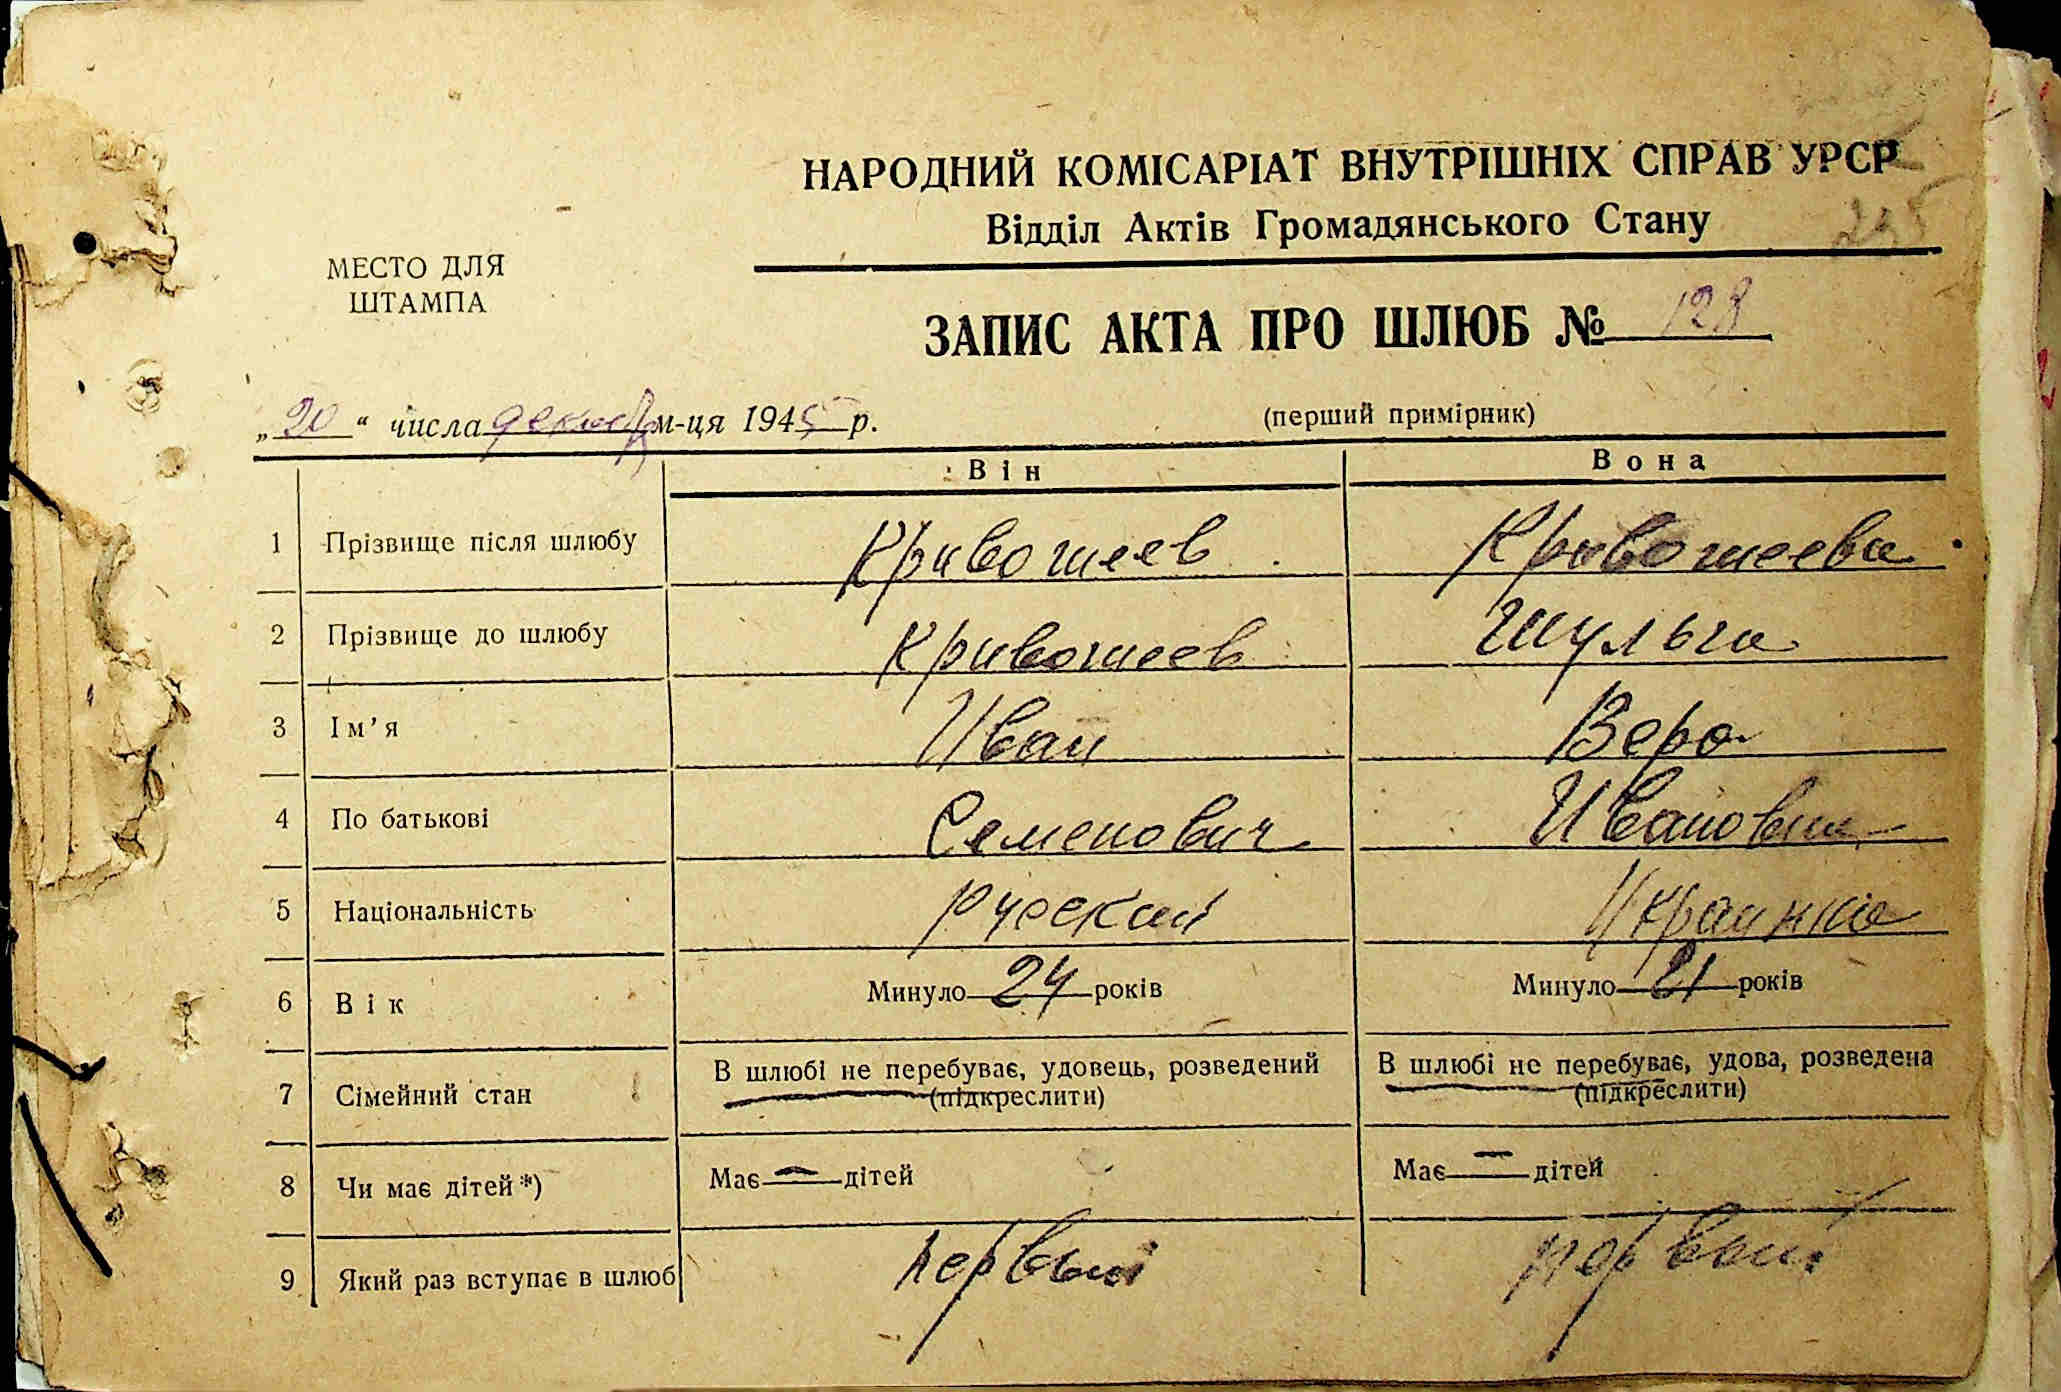 НАРОДНИЙ КОМІСАРІАТ ВНУТРІШНІХ СПРАВ УРСР
Відділ Актів Громадянського Стану
МЕСТО ДЛЯ
ШТАМПА
ЗАПИС АКТА ПРО ШЛЮБ № 128
„20“ числа декабр м-ця 1945 р.
(перший примірник)
Він Вона
1 Прізвище після шлюбу Кривошеев Кривошеева
2 Прізвище до шлюбу Кривошеев Шульга
3 Ім’я Иван Вера
4 По батькові Семенович Ивановна
5 Національність русский Украинка
6 Вік Минуло 24 років Минуло 21 років
7 Сімейний стан В шлюбі не перебуває, удовець, розведений В шлюбі не перебуває, удова, розведена
(підкреслити) (підкреслити)
8 Чи має дітей*) Має — дітей Має — дітей
9 Який раз вступає в шлюб первый первый